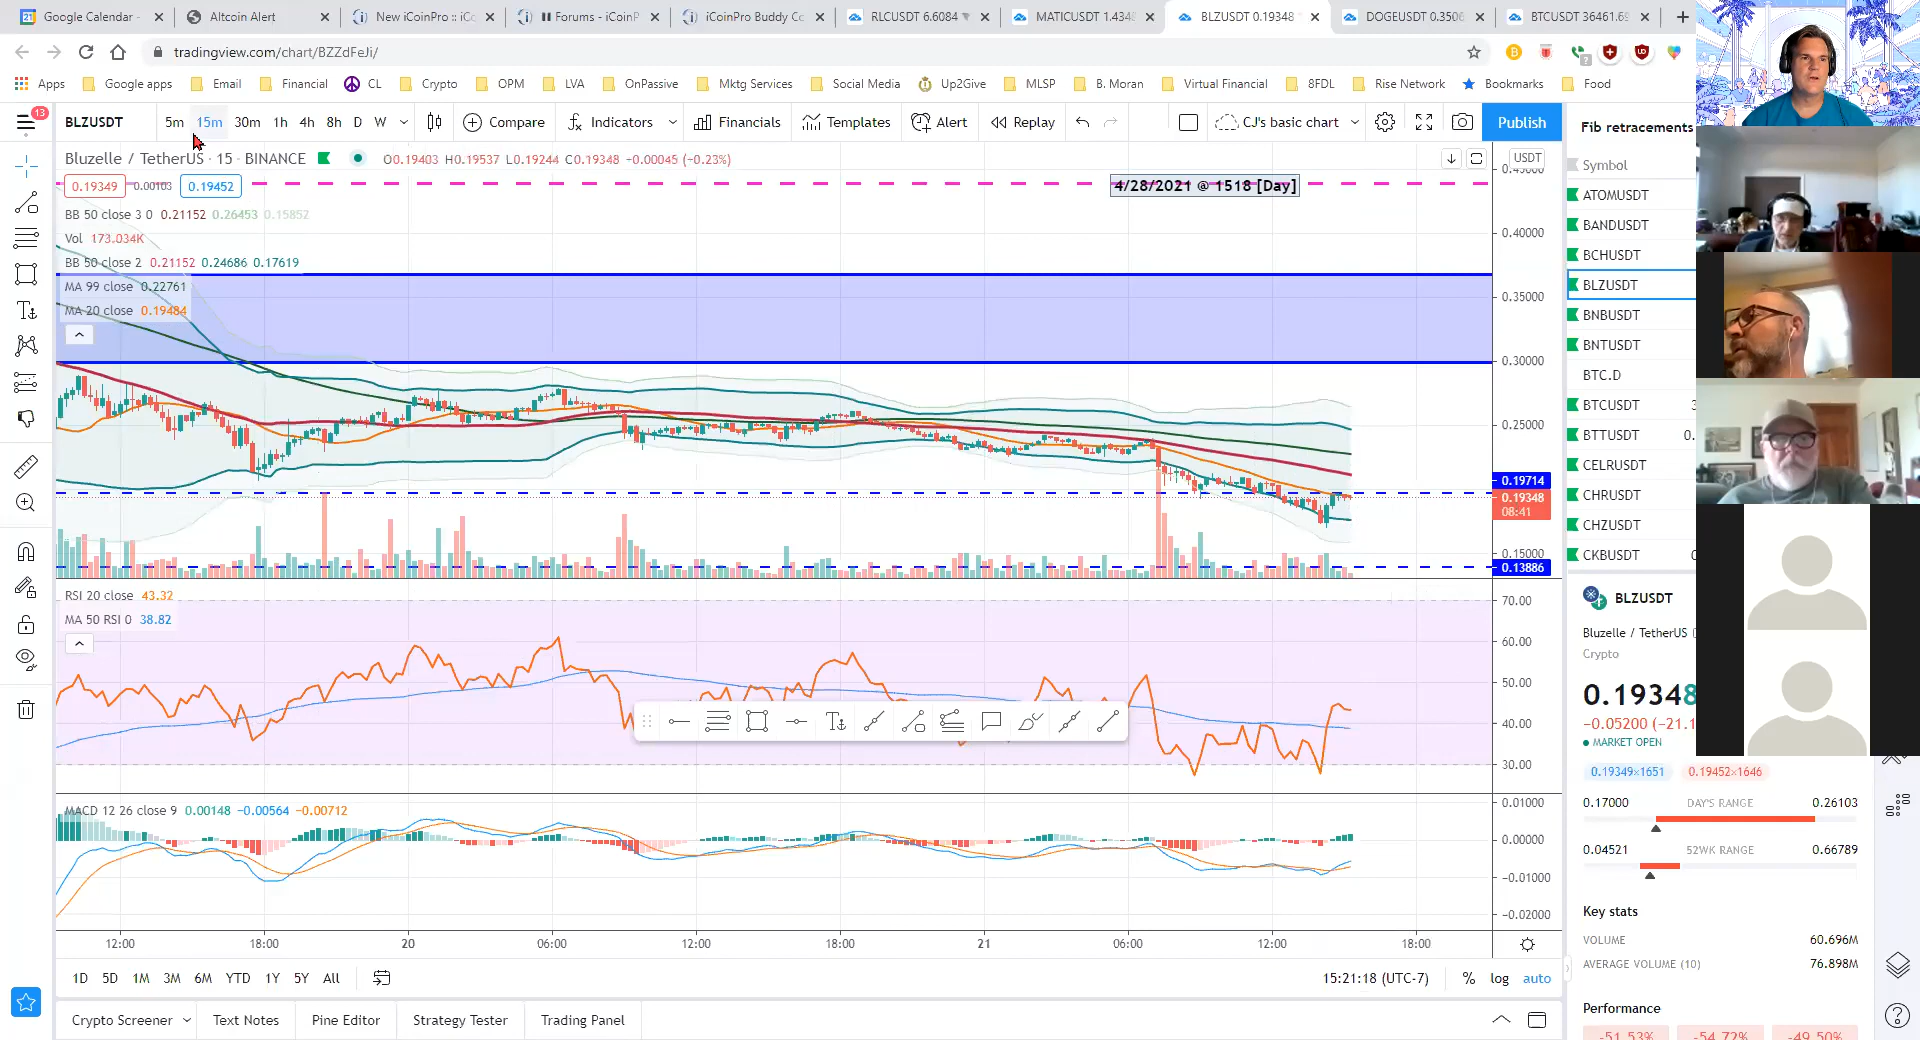 Google Calendar -
Altcoin Alert
New iCoinPro :: iCo
Forums - iCoinP
iCoinPro Buddy Co
RLCUSDT 6.6084
MATICUSDT 1.434
BLZUSDT 0.19348
DOGEUSDT 0.3506
BTCUSDT 36461.69
tradingview.com/chart/BZZdFeJi/
Apps Google apps Email Financial CL Crypto OPM LVA OnPassive Mktg Services Social Media Up2Give MLSP B. Moran Virtual Financial 8FDL Rise Network Bookmarks Food
13
BLZUSDT 5m 15m 30m 1h 4h 8h D W Compare Indicators Financials Templates Alert Replay CJ's basic chart Publish
Bluzelle / TetherUS · 15 · BINANCE O0.19403 H0.19537 L0.19244 C0.19348 −0.00045 (−0.23%)
0.19349 0.00103 0.19452
4/28/2021 @ 1518 [Day]
BB 50 close 3 0 0.21152 0.26453 0.15852
Vol 173.034K
BB 50 close 2 0.21152 0.24686 0.17619
MA 99 close 0.22761
MA 20 close 0.19484
USDT
0.40000
0.35000
0.30000
0.25000
0.19714
0.19348
08:41
0.15000
0.13886
RSI 20 close 43.32
MA 50 RSI 0 38.82
70.00
60.00
50.00
40.00
30.00
MACD 12 26 close 9 0.00148 −0.00564 −0.00712
0.01000
0.00000
−0.01000
−0.02000
12:00 18:00 20 06:00 12:00 18:00 21 06:00 12:00 18:00
1D 5D 1M 3M 6M YTD 1Y 5Y All
15:21:18 (UTC-7) % log auto
Crypto Screener Text Notes Pine Editor Strategy Tester Trading Panel
Fib retracements
Symbol
ATOMUSDT
BANDUSDT
BCHUSDT
BLZUSDT
BNBUSDT
BNTUSDT
BTC.D
BTCUSDT 3
BTTUSDT 0.
CELRUSDT
CHRUSDT
CHZUSDT
CKBUSDT 0
BLZUSDT
Bluzelle / TetherUS
Crypto
0.19348
−0.05200 (−21.1
MARKET OPEN
0.19349×1651 0.19452×1646
0.17000 DAY'S RANGE 0.26103
0.04521 52WK RANGE 0.66789
Key stats
VOLUME 60.696M
AVERAGE VOLUME (10) 76.898M
Performance
-51.53% -54.72% -49.50%